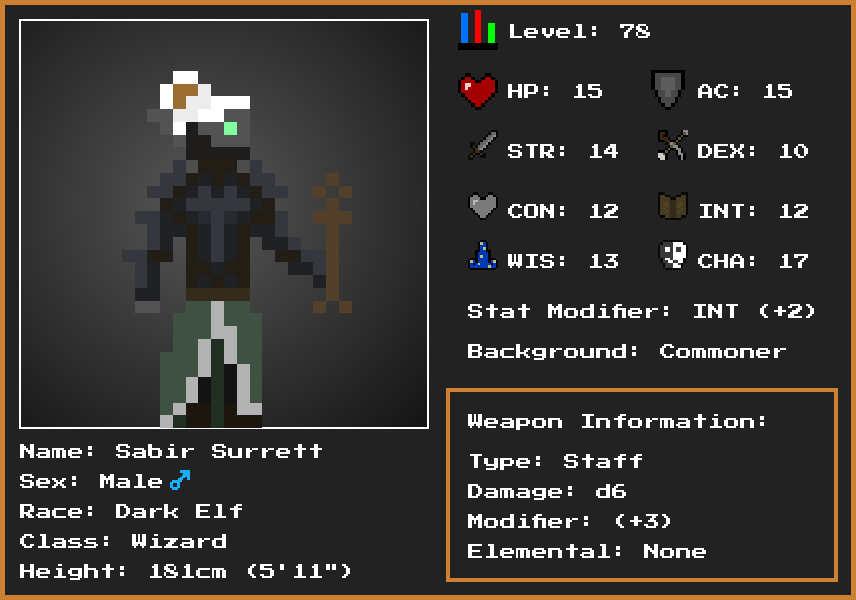 Level: 78
HP: 15 AC: 15
STR: 14 DEX: 10
CON: 12 INT: 12
WIS: 13 CHA: 17
Stat Modifier: INT (+2)
Background: Commoner
Weapon Information:
Type: Staff
Damage: d6
Modifier: (+3)
Elemental: None
Name: Sabir Surrett
Sex: Male♂
Race: Dark Elf
Class: Wizard
Height: 181cm (5'11")